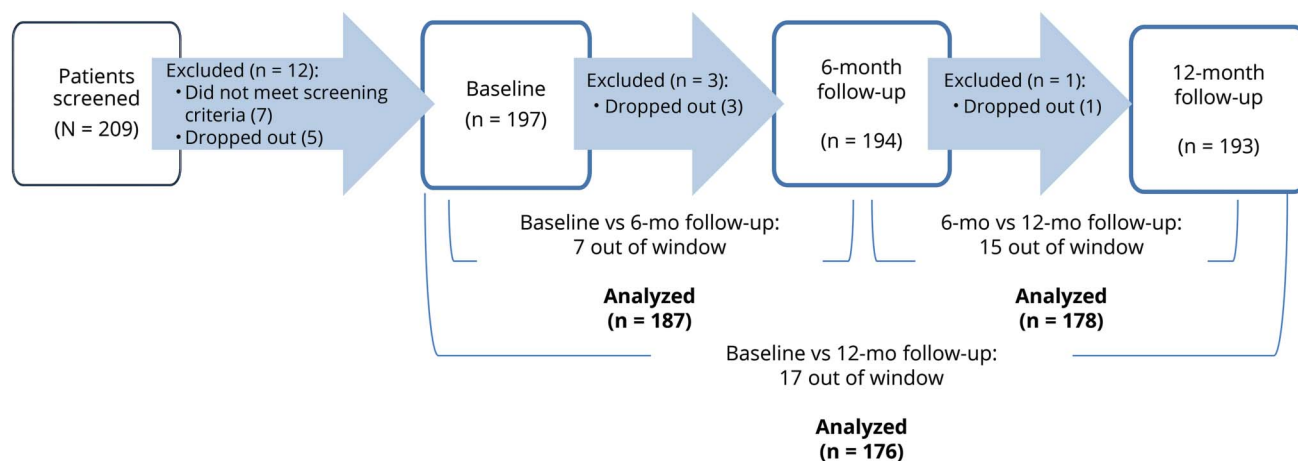 Patients
screened
(N = 209)
Excluded (n = 12):
• Did not meet screening
criteria (7)
• Dropped out (5)
Baseline
(n = 197)
Excluded (n = 3):
• Dropped out (3)
6-month
follow-up
(n = 194)
Excluded (n = 1):
• Dropped out (1)
12-month
follow-up
(n = 193)
Baseline vs 6-mo follow-up:
7 out of window
Analyzed
(n = 187)
6-mo vs 12-mo follow-up:
15 out of window
Analyzed
(n = 178)
Baseline vs 12-mo follow-up:
17 out of window
Analyzed
(n = 176)